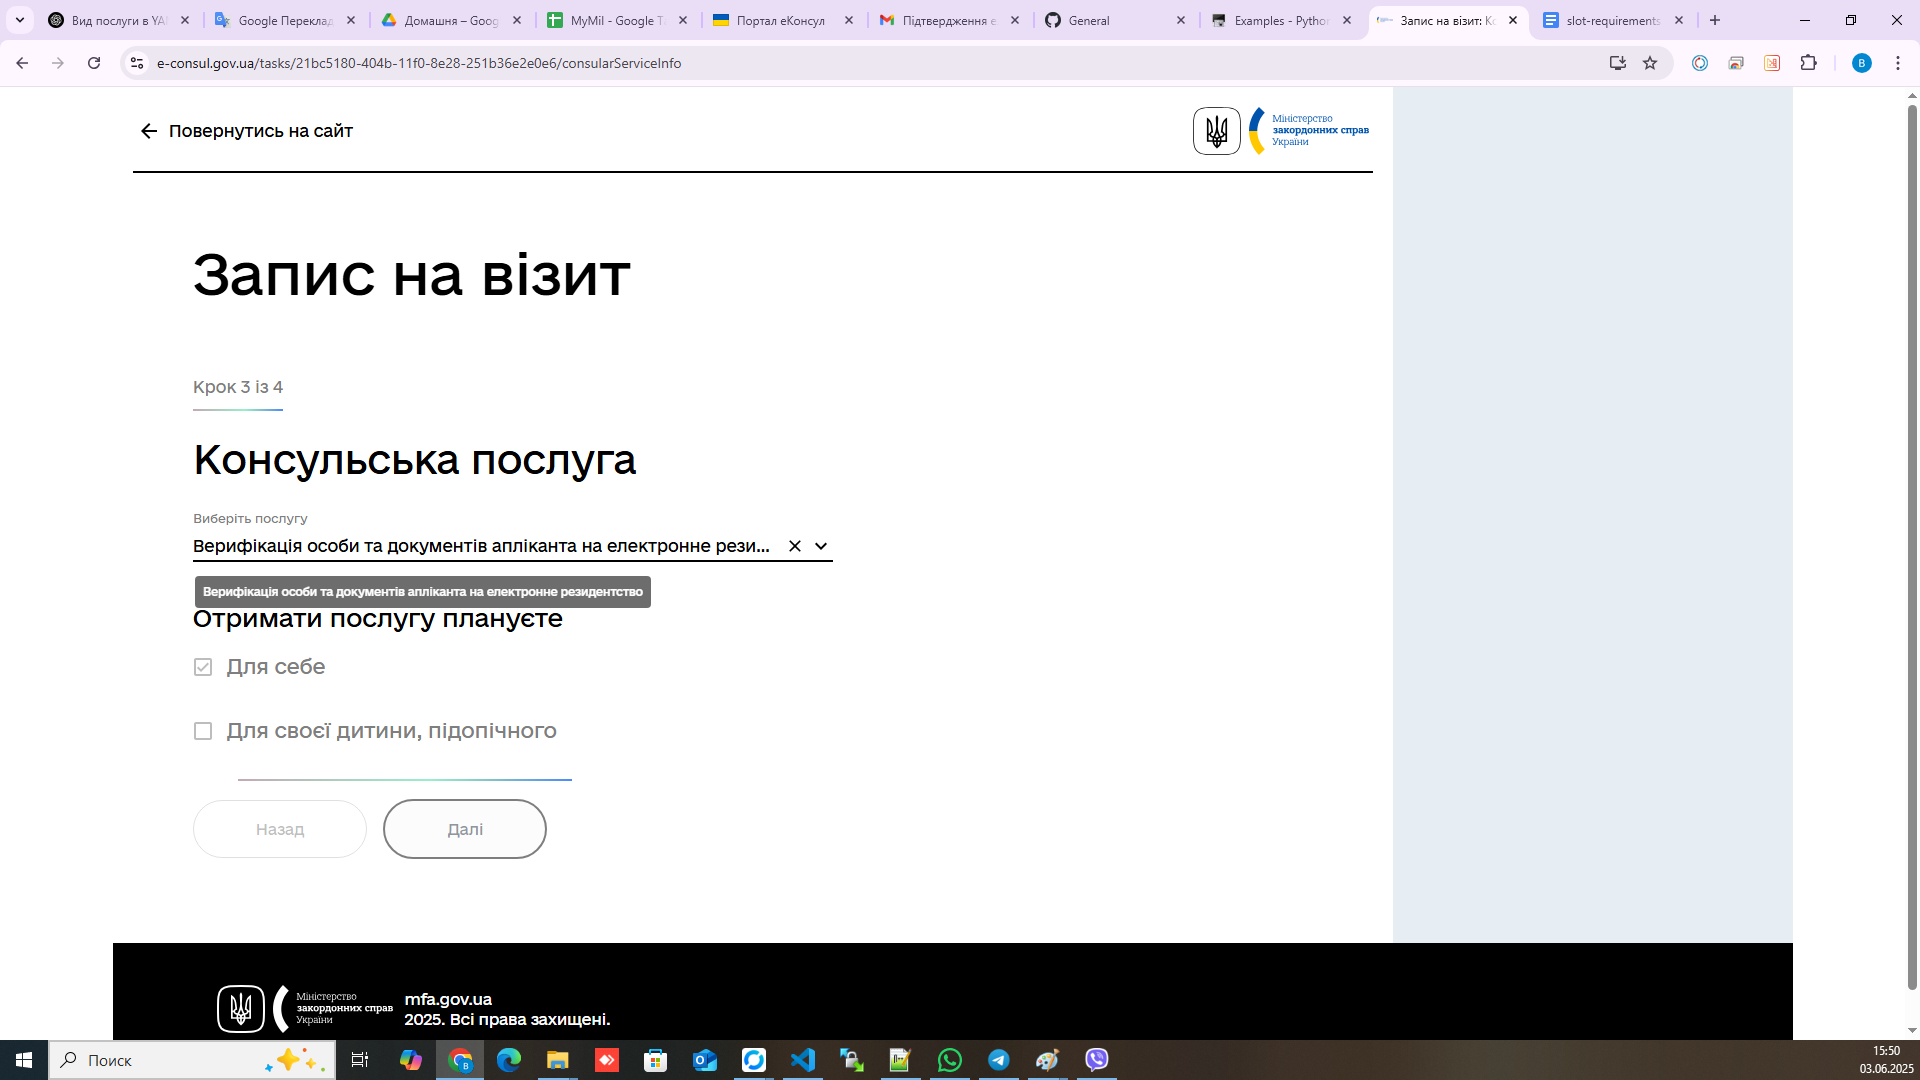 Вид послуги в YA
Google Переклад
Домашня – Goog
MyMil - Google Т
Портал еКонсул
Підтвердження е
General
Examples - Python
Запис на візит: Ко
slot-requirements
e-consul.gov.ua/tasks/21bc5180-404b-11f0-8e28-251b36e2e0e6/consularServiceInfo
B
Повернутись на сайт
Міністерство
закордонних справ
України
Запис на візит
Крок 3 із 4
Консульська послуга
Виберіть послугу
Верифікація особи та документів апліканта на електронне рези...
Верифікація особи та документів апліканта на електронне резидентство
Отримати послугу плануєте
Для себе
Для своєї дитини, підопічного
Назад
Далі
Міністерство
закордонних справ
України
mfa.gov.ua
2025. Всі права захищені.
Поиск
15:50
03.06.2025